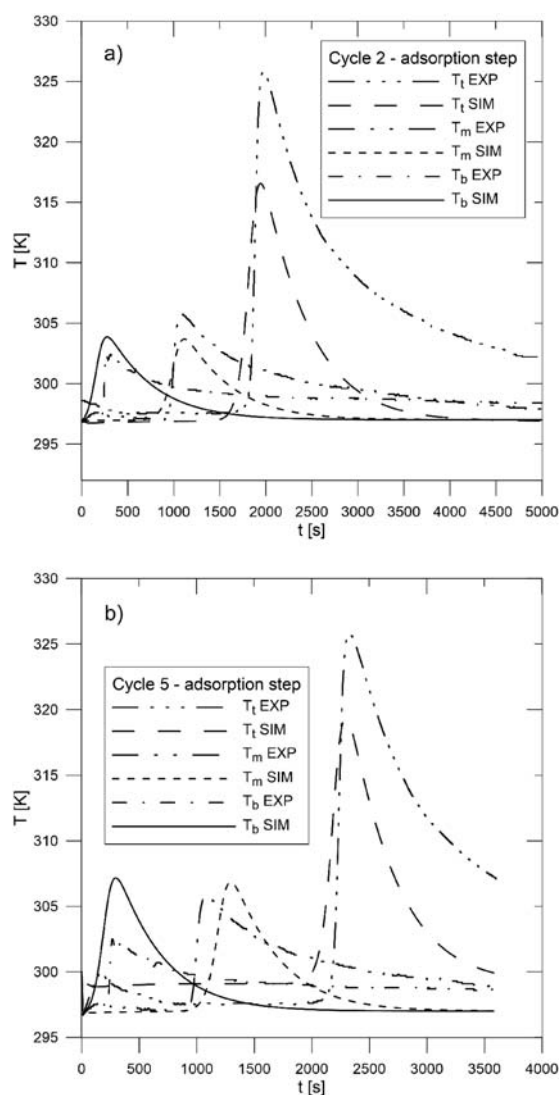 330
a)
325
320
315
310
305
300
295
T [K]
Cycle 2 - adsorption step
Tt EXP
Tt SIM
Tm EXP
Tm SIM
Tb EXP
Tb SIM
0 500 1000 1500 2000 2500 3000 3500 4000 4500 5000
t [s]
330
b)
325
320
315
310
305
300
295
T [K]
Cycle 5 - adsorption step
Tt EXP
Tt SIM
Tm EXP
Tm SIM
Tb EXP
Tb SIM
0 500 1000 1500 2000 2500 3000 3500 4000
t [s]